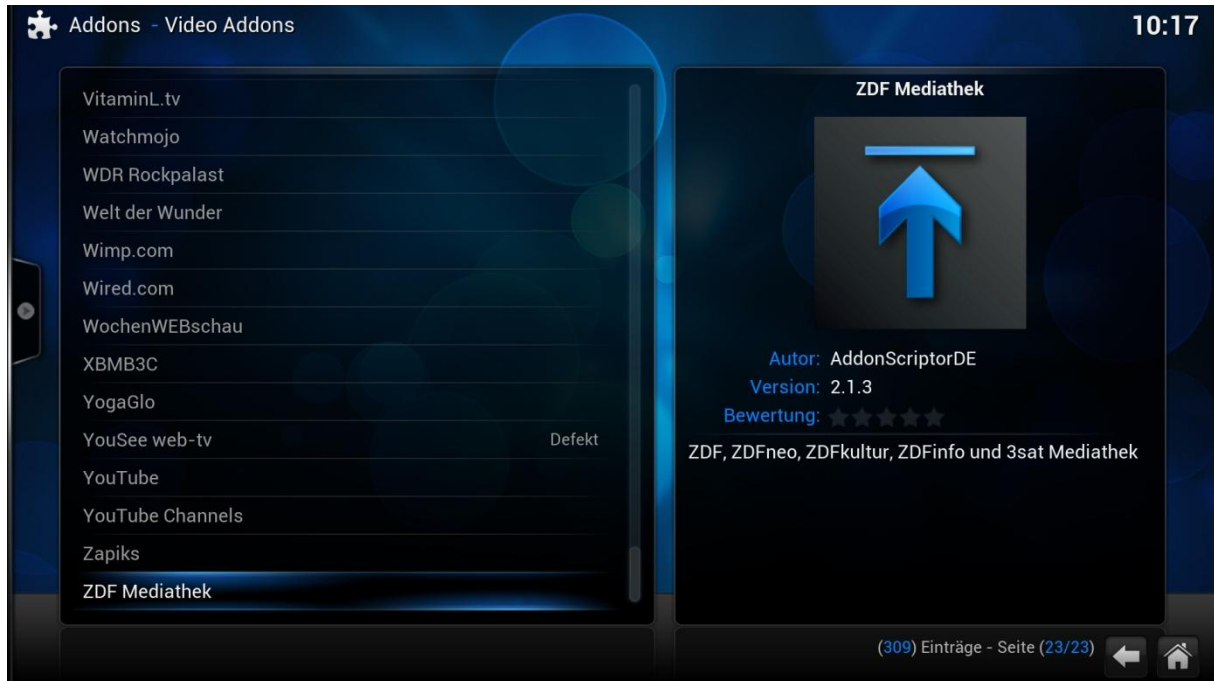 Addons - Video Addons
10:17
VitaminL.tv
Watchmojo
WDR Rockpalast
Welt der Wunder
Wimp.com
Wired.com
WochenWEBschau
XBMB3C
YogaGlo
YouSee web-tv Defekt
YouTube
YouTube Channels
Zapiks
ZDF Mediathek
ZDF Mediathek
Autor: AddonScriptorDE
Version: 2.1.3
Bewertung:
ZDF, ZDFneo, ZDFkultur, ZDFinfo und 3sat Mediathek
(309) Einträge - Seite (23/23)